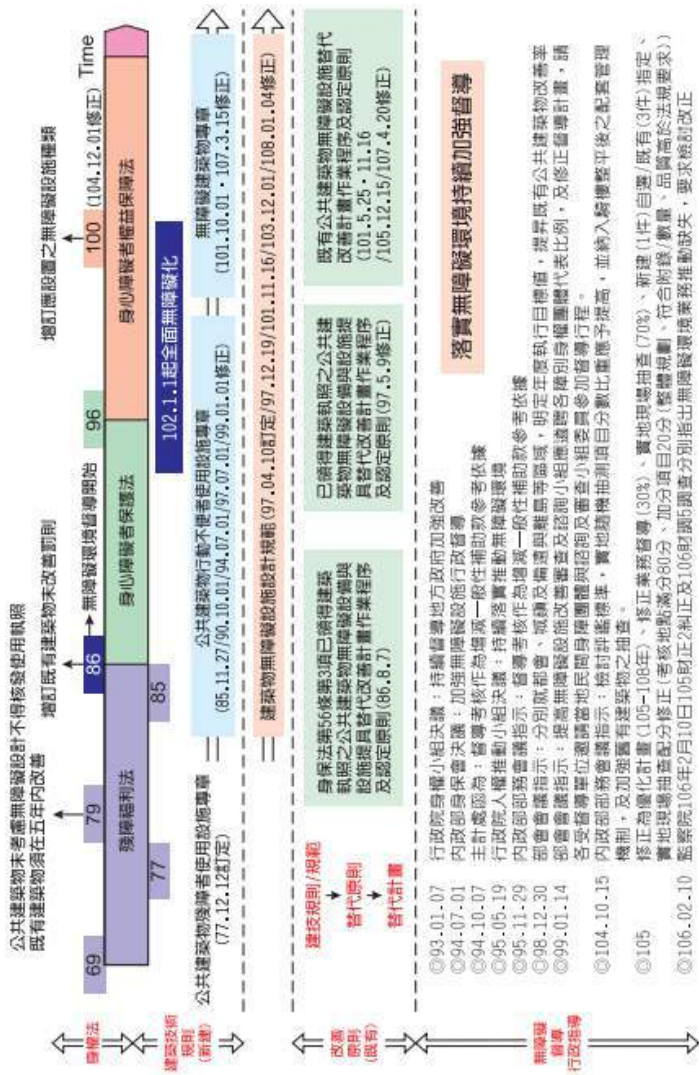 公共建築物未考慮無障礙設計不得核發使用執照
既有建築物須在五年內改善
增訂既有建築物未改善罰則
無障礙環境督導開始
增訂應設置之無障礙設施種類
69
79
86
96
100
(104.12.01修正)
Time
身權法
殘障福利法
身心障礙者保護法
身心障礙者權益保障法
77
85
102.1.1起全面無障礙化
建築技術
規則
(新建)
公共建築物殘障者使用設施專章
(77.12.12訂定)
公共建築物行動不便者使用設施專章
(85.11.27/90.10.01/94.07.01/97.07.01/99.01.01修正)
無障礙建築物專章
(101.10.01、107.3.15修正)
建築物無障礙設施設計規範(97.04.10訂定/97.12.19/101.11.16/103.12.01/108.01.04修正)
改善
原則
(既有)
建技規則/規範
替代原則
替代計畫
身保法第56條第3項已領得建築
執照之公共建築物無障礙設備與
設施提具替代改善計畫作業程序
及認定原則(86.8.7)
已領得建築執照之公共建
築物無障礙設備與設施提
具替代改善計畫作業程序
及認定原則(97.5.9修正)
既有公共建築物無障礙設施替代
改善計畫作業程序及認定原則
(101.5.25、11.16
/105.12.15/107.4.20修正)
無障礙
督導
行政指導
落實無障礙環境持續加強督導
◎93.01.07 行政院身權小組決議：持續督導地方政府加強改善
◎94.07.01 內政部身保會決議：加強無障礙設施行政督導
◎94.10.07 主計處函為：督導考核作為增減一般性補助款參考依據
◎95.05.19 行政院人權推動小組決議：持續落實推動無障礙環境
◎95.11.29 內政部部務會議指示：督導考核作為增減一般性補助款參考依據
◎98.12.30 部會會議指示：分別就都會、城鎮及偏遠與離島等區域，明定年度執行目標值，提昇既有公共建築物改善率
◎99.01.14 部會會議指示：提高無障礙設施改善審查及諮詢小組應遴聘各障別身權團體代表比例，及修正督導計畫，請
各受督導單位邀請當地民間身障團體與諮詢及審查小組委員參加督導行程。
◎104.10.15 內政部部務會議指示：檢討評鑑標準，實地隨機抽測項目分數比重應予提高，並納入騎樓整平後之配套管理
機制，及加強舊有建築物之抽查。
◎105 修正為優化計畫(105-108年)、修正業務督導(30%)、實地現場抽查(70%)、新建(1件)自選/既有(3件)指定、
實地現場抽查配分修正(考核地點滿分80分、加分項目20分(整體規劃、符合附錄/數量、品質高於法規要求))
◎106.02.10 監察院106年2月10日105財正2糾正及106財調5調查分別指出無障礙環境業務推動缺失，要求檢討改正